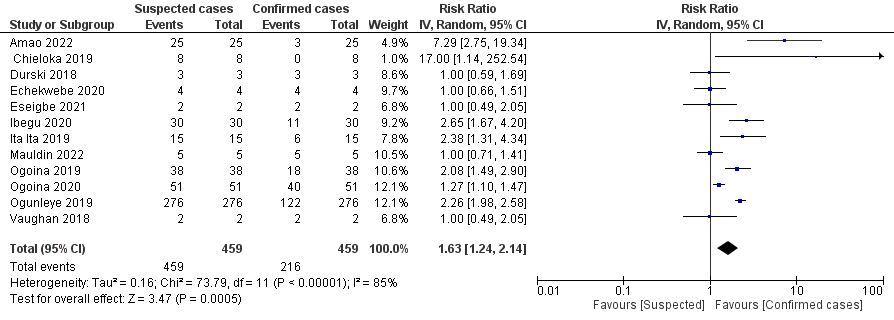 Suspected cases Confirmed cases Risk Ratio Risk Ratio
Study or Subgroup Events Total Events Total Weight IV, Random, 95% CI IV, Random, 95% CI
Amao 2022 25 25 3 25 4.9% 7.29 [2.75, 19.34]
Chieloka 2019 8 8 0 8 1.0% 17.00 [1.14, 252.54]
Durski 2018 3 3 3 3 8.5% 1.00 [0.59, 1.69]
Echekwebe 2020 4 4 4 4 9.7% 1.00 [0.66, 1.51]
Eseigbe 2021 2 2 2 2 6.8% 1.00 [0.49, 2.05]
Ibegu 2020 30 30 11 30 9.2% 2.65 [1.67, 4.20]
Ita Ita 2019 15 15 6 15 7.8% 2.38 [1.31, 4.34]
Mauldin 2022 5 5 5 5 10.5% 1.00 [0.71, 1.41]
Ogoina 2019 38 38 18 38 10.6% 2.08 [1.49, 2.90]
Ogoina 2020 51 51 40 51 12.1% 1.27 [1.10, 1.47]
Ogunleye 2019 276 276 122 276 12.1% 2.26 [1.98, 2.58]
Vaughan 2018 2 2 2 2 6.8% 1.00 [0.49, 2.05]
Total (95% CI) 459 459 100.0% 1.63 [1.24, 2.14]
Total events 459 216
Heterogeneity: Tau² = 0.16; Chi² = 73.79, df = 11 (P < 0.00001); I² = 85%
Test for overall effect: Z = 3.47 (P = 0.0005)
0.01 0.1 1 10 100
Favours [Suspected] Favours [Confirmed cases]